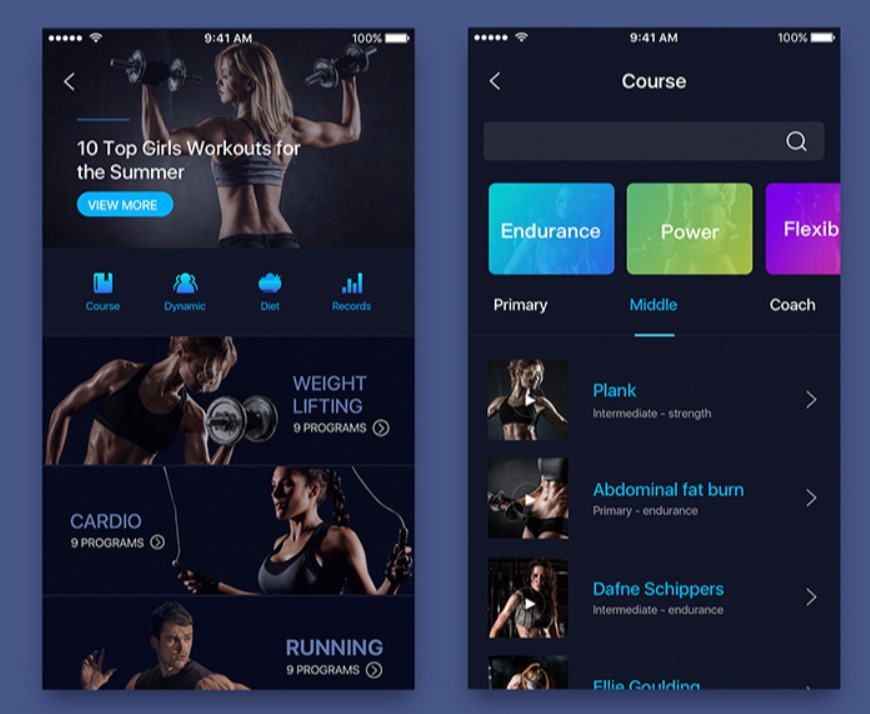 9:41 AM
100%
10 Top Girls Workouts for
the Summer
VIEW MORE
Course
Dynamic
Diet
Records
WEIGHT
LIFTING
9 PROGRAMS
CARDIO
9 PROGRAMS
RUNNING
9 PROGRAMS
9:41 AM
100%
Course
Endurance
Power
Flexib
Primary
Middle
Coach
Plank
Intermediate - strength
Abdominal fat burn
Primary - endurance
Dafne Schippers
Intermediate - endurance
Ellie Goulding